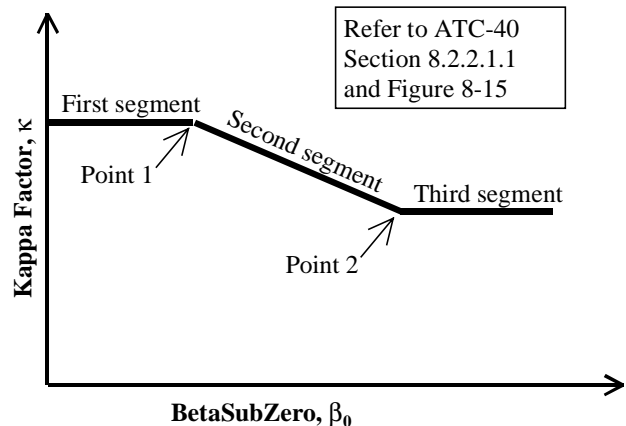 Refer to ATC-40
Section 8.2.2.1.1
and Figure 8-15
First segment
Second segment
Point 1
Third segment
Point 2
Kappa Factor, κ
BetaSubZero, β₀